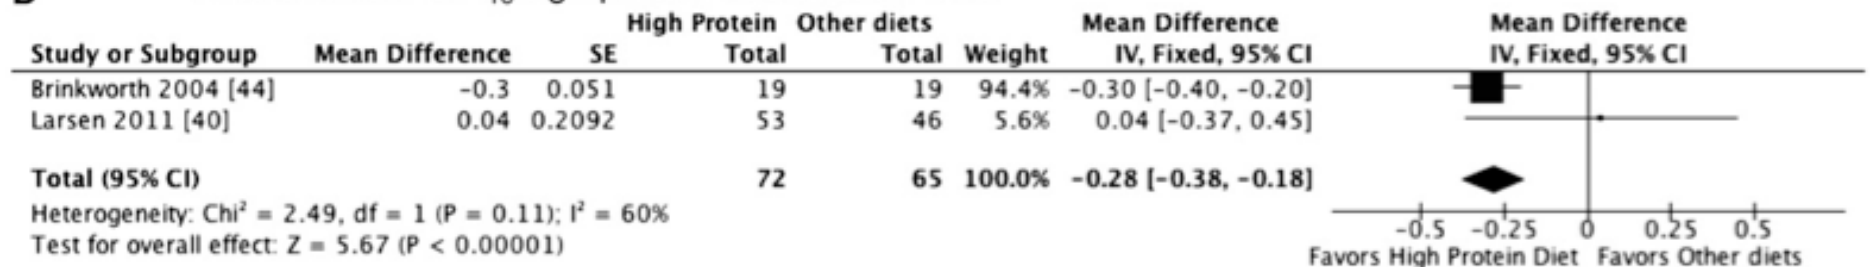 High Protein Other diets Mean Difference Mean Difference
Study or Subgroup Mean Difference SE Total Total Weight IV, Fixed, 95% CI IV, Fixed, 95% CI
Brinkworth 2004 [44] -0.3 0.051 19 19 94.4% -0.30 [-0.40, -0.20]
Larsen 2011 [40] 0.04 0.2092 53 46 5.6% 0.04 [-0.37, 0.45]
Total (95% CI) 72 65 100.0% -0.28 [-0.38, -0.18]
Heterogeneity: Chi² = 2.49, df = 1 (P = 0.11); I² = 60%
-0.5 -0.25 0 0.25 0.5
Test for overall effect: Z = 5.67 (P < 0.00001)
Favors High Protein Diet Favors Other diets